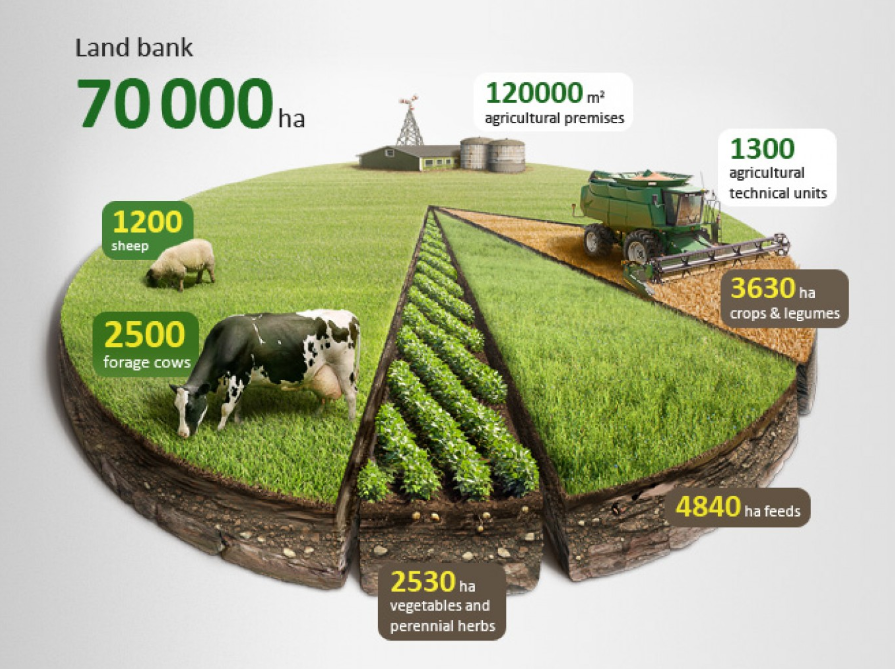 Land bank
70 000 ha
120000 m²
agricultural premises
1300
agricultural
technical units
1200
sheep
2500
forage cows
3630 ha
crops & legumes
4840 ha feeds
2530 ha
vegetables and
perennial herbs